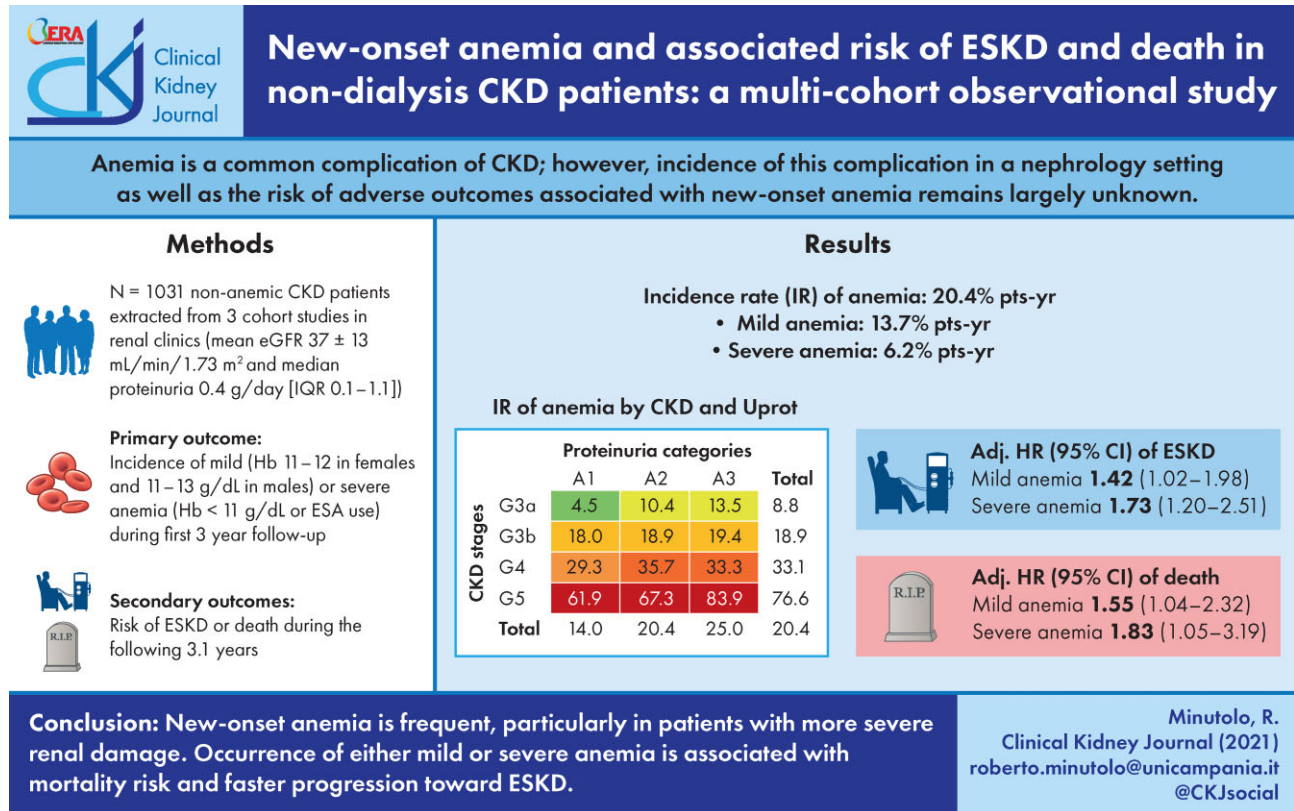 ERA
ckj
Clinical
Kidney
Journal
New-onset anemia and associated risk of ESKD and death in
non-dialysis CKD patients: a multi-cohort observational study
Anemia is a common complication of CKD; however, incidence of this complication in a nephrology setting
as well as the risk of adverse outcomes associated with new-onset anemia remains largely unknown.
Methods
N = 1031 non-anemic CKD patients
extracted from 3 cohort studies in
renal clinics (mean eGFR 37 ± 13
mL/min/1.73 m² and median
proteinuria 0.4 g/day [IQR 0.1–1.1])
Primary outcome:
Incidence of mild (Hb 11–12 in females
and 11–13 g/dL in males) or severe
anemia (Hb < 11 g/dL or ESA use)
during first 3 year follow-up
Secondary outcomes:
Risk of ESKD or death during the
following 3.1 years
R.I.P.
Results
Incidence rate (IR) of anemia: 20.4% pts-yr
• Mild anemia: 13.7% pts-yr
• Severe anemia: 6.2% pts-yr
IR of anemia by CKD and Uprot
Proteinuria categories
A1 A2 A3 Total
CKD stages
G3a 4.5 10.4 13.5 8.8
G3b 18.0 18.9 19.4 18.9
G4 29.3 35.7 33.3 33.1
G5 61.9 67.3 83.9 76.6
Total 14.0 20.4 25.0 20.4
Adj. HR (95% CI) of ESKD
Mild anemia 1.42 (1.02–1.98)
Severe anemia 1.73 (1.20–2.51)
R.I.P.
Adj. HR (95% CI) of death
Mild anemia 1.55 (1.04–2.32)
Severe anemia 1.83 (1.05–3.19)
Conclusion: New-onset anemia is frequent, particularly in patients with more severe
renal damage. Occurrence of either mild or severe anemia is associated with
mortality risk and faster progression toward ESKD.
Minutolo, R.
Clinical Kidney Journal (2021)
roberto.minutolo@unicampania.it
@CKJsocial